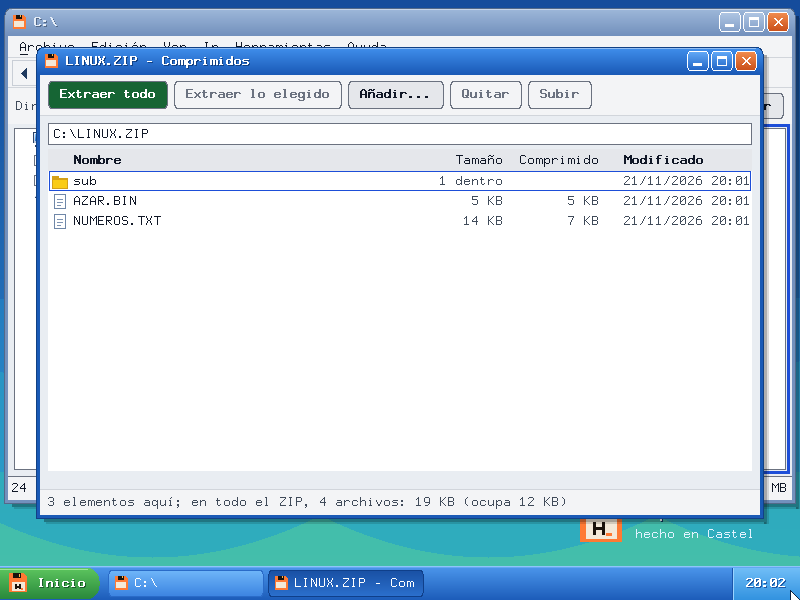 C:\
Archivo Edición Ver Ir Herramientas Ayuda
LINUX.ZIP - Comprimidos
Extraer todo Extraer lo elegido Añadir... Quitar Subir
Dir
r
C:\LINUX.ZIP
Nombre Tamaño Comprimido Modificado
sub 1 dentro 21/11/2026 20:01
AZAR.BIN 5 KB 5 KB 21/11/2026 20:01
NUMEROS.TXT 14 KB 7 KB 21/11/2026 20:01
24 MB
3 elementos aquí; en todo el ZIP, 4 archivos: 19 KB (ocupa 12 KB)
H_ hecho en Castel
H. Inicio C:\ LINUX.ZIP - Com 20:02